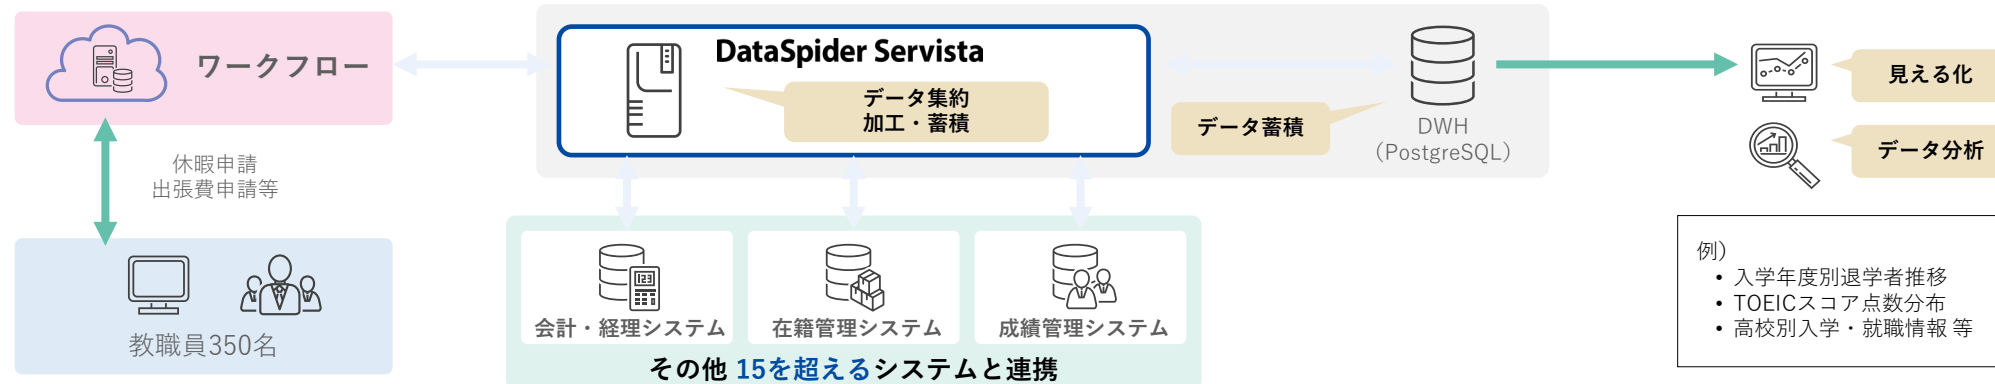 ワークフロー
休暇申請
出張費申請等
教職員350名
DataSpider Servista
データ集約
加工・蓄積
データ蓄積
DWH
（PostgreSQL）
会計・経理システム
在籍管理システム
成績管理システム
その他 15を超えるシステムと連携
見える化
データ分析
例）
• 入学年度別退学者推移
• TOEICスコア点数分布
• 高校別入学・就職情報 等